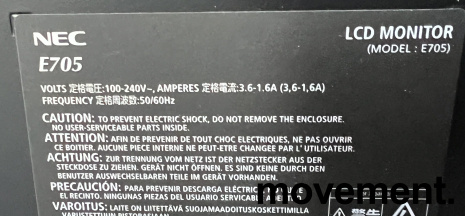 NEC
LCD MONITOR
E705
(MODEL : E705)
VOLTS 定格電圧:100-240V~, AMPERES 定格電流:3.6-1.6A (3,6-1,6A)
FREQUENCY 定格周波数:50/60Hz
CAUTION: TO PREVENT ELECTRIC SHOCK, DO NOT REMOVE THE ENCLOSURE.
NO USER-SERVICEABLE PARTS INSIDE.
ATTENTION: AFIN DE PREVENIR DE TOUT CHOC ELECTRIQUES, NE PAS OUVRIR
CE BOITIER. AUCUNE PIECE INTERNE NE PEUT-ETRE CHANGEE PAR L' UTILISATEUR.
ACHTUNG: ZUR TRENNUNG VOM NETZ IST DER NETZSTECKER AUS DER
STECKDOSE ZU ZIEHEN. GERÄT NICHT ÖFFNEN. ES SIND KEINE DURCH DEN
BENUTZER AUSWECHSELBAREN TEILE IM GERÄT VORHANDEN.
PRECAUCIÓN: PARA PREVENIR DESCARGA ELÉCTRIC
NINGUNAS PIEZAS DEL USUARIO
VAROITUS: LAITE ON LIITETTÄVÄ SUOJAMAADOITUSKOSKETTIMILLA
VARUSTETTUUN PISTORASIAAN
movement.